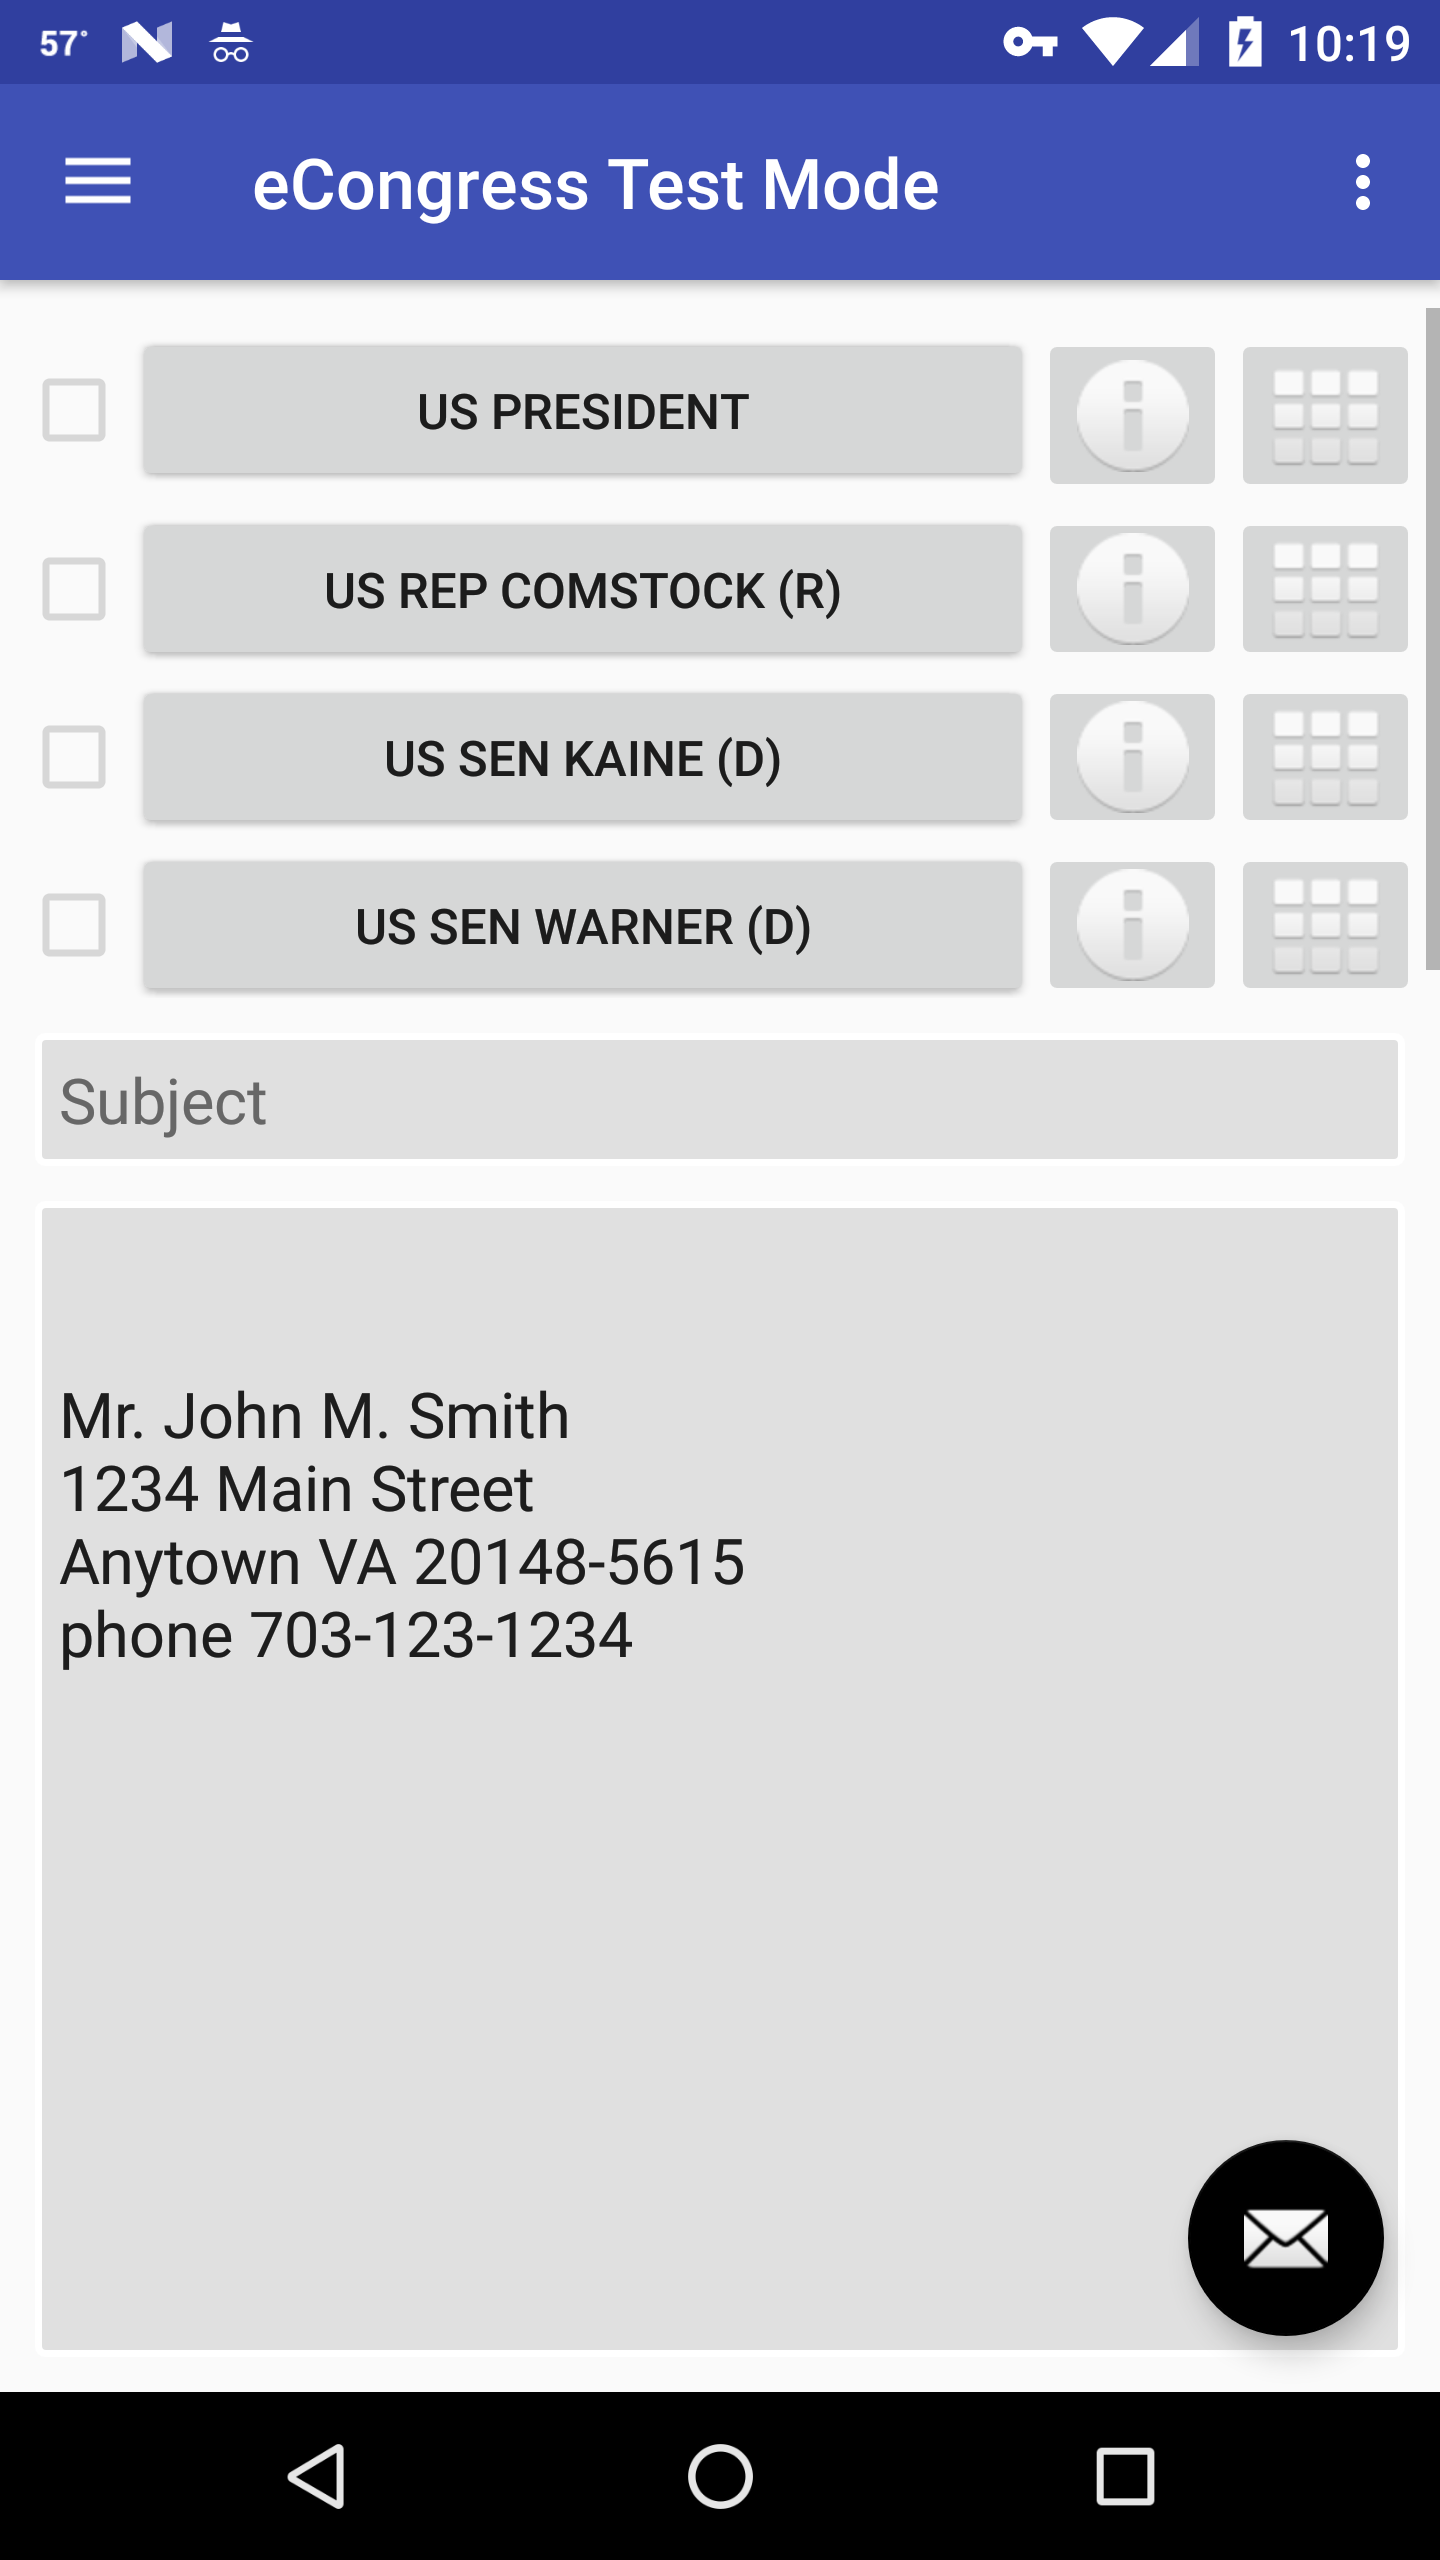 57° 10:19
eCongress Test Mode
US PRESIDENT
US REP COMSTOCK (R)
US SEN KAINE (D)
US SEN WARNER (D)
Subject
Mr. John M. Smith
1234 Main Street
Anytown VA 20148-5615
phone 703-123-1234